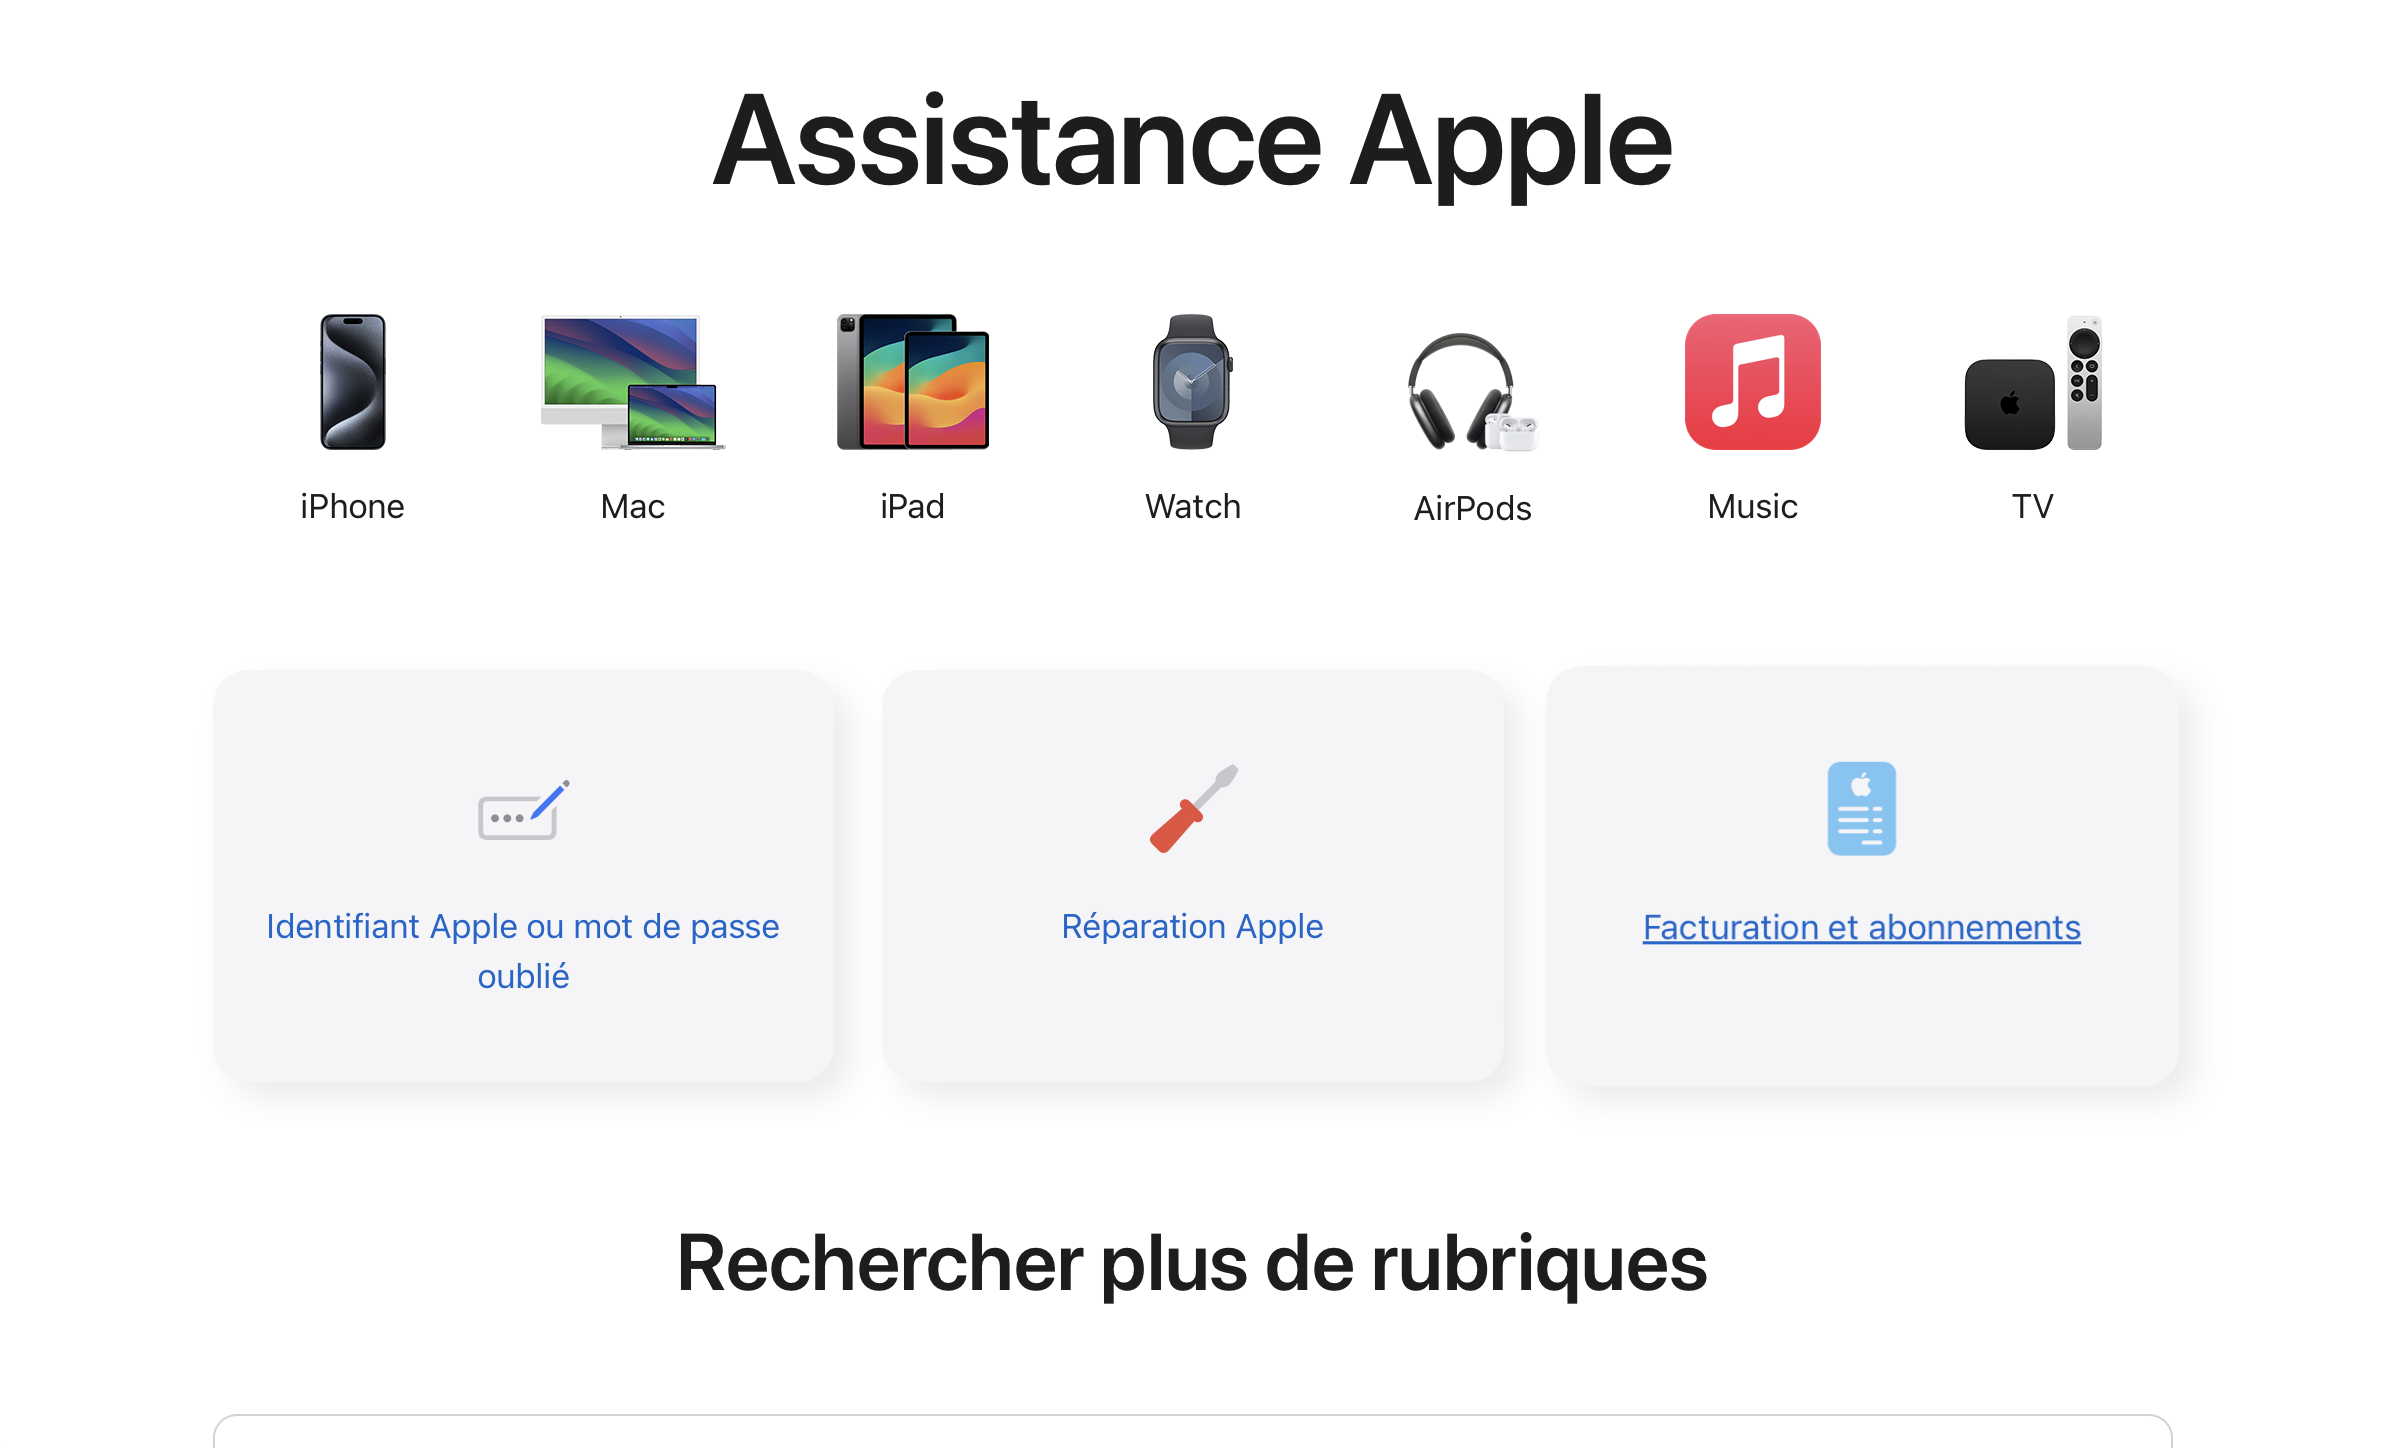 Assistance Apple
iPhone
Mac
iPad
Watch
AirPods
Music
TV
Identifiant Apple ou mot de passe
oublié
Réparation Apple
Facturation et abonnements
Rechercher plus de rubriques